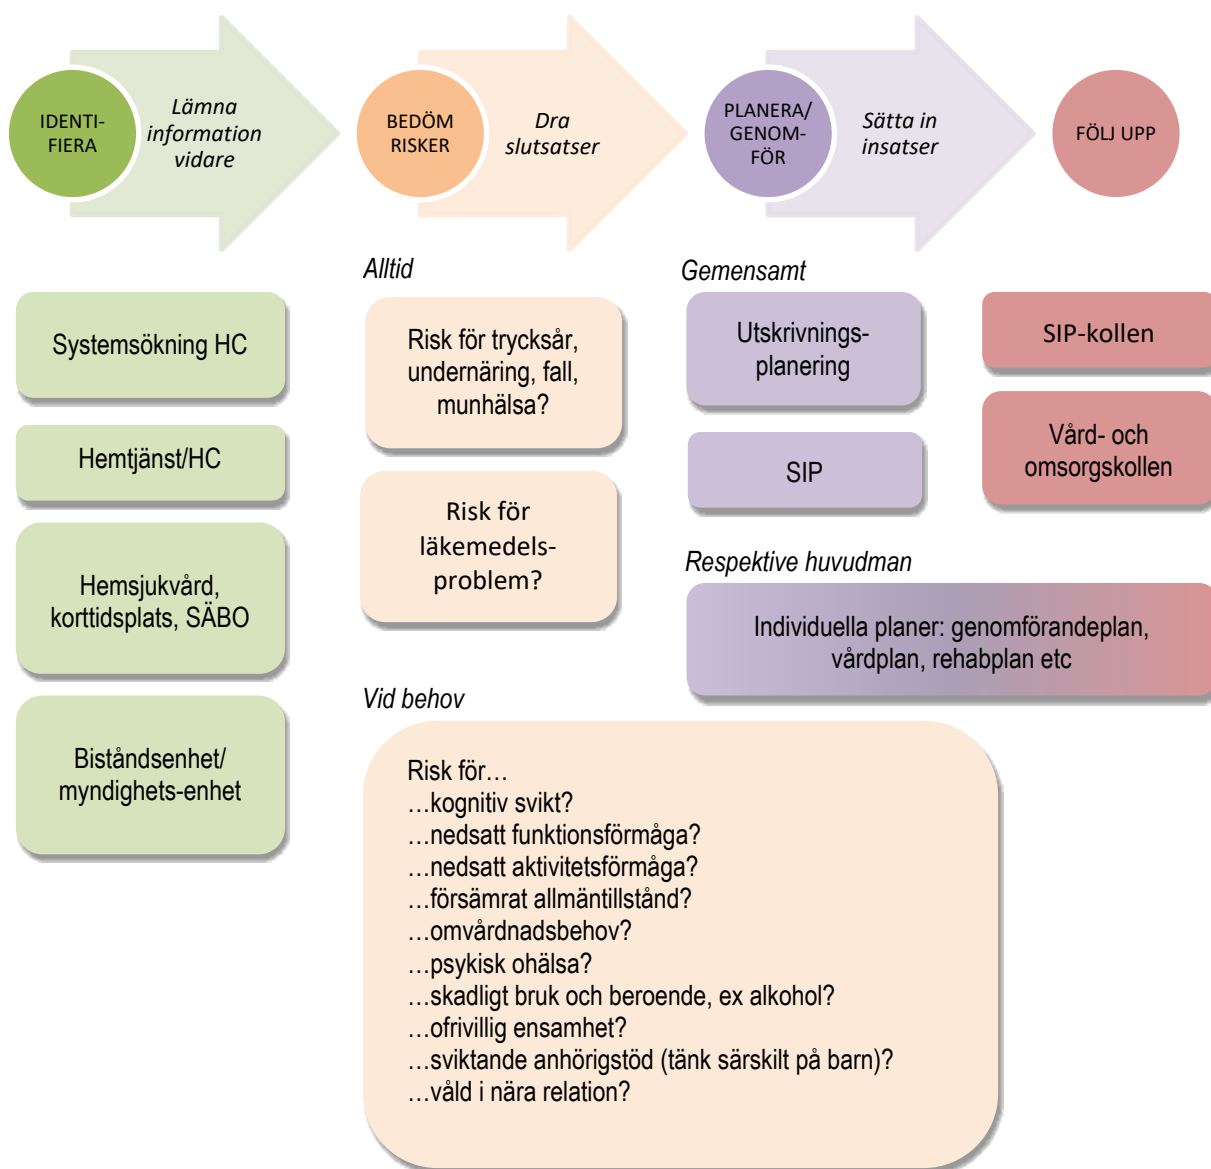 IDENTI-
FIERA
Lämna
information
vidare
BEDÖM
RISKER
Dra
slutsatser
PLANERA/
GENOM-
FÖR
Sätta in
insatser
FÖLJ UPP
Systemsökning HC
Hemtjänst/HC
Hemsjukvård,
korttidsplats, SÄBO
Biståndsenhet/
myndighets-enhet
Alltid
Risk för trycksår,
undernäring, fall,
munhälsa?
Risk för
läkemedels-
problem?
Vid behov
Risk för…
…kognitiv svikt?
…nedsatt funktionsförmåga?
…nedsatt aktivitetsförmåga?
…försämrat allmäntillstånd?
…omvårdnadsbehov?
…psykisk ohälsa?
…skadligt bruk och beroende, ex alkohol?
…ofrivillig ensamhet?
…sviktande anhörigstöd (tänk särskilt på barn)?
…våld i nära relation?
Gemensamt
Utskrivnings-
planering
SIP
SIP-kollen
Vård- och
omsorgskollen
Respektive huvudman
Individuella planer: genomförandeplan,
vårdplan, rehabplan etc